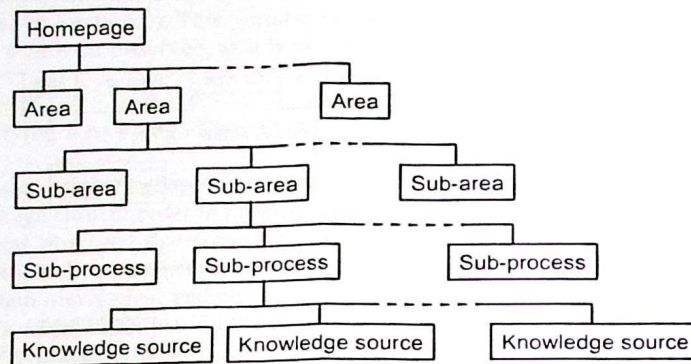 Homepage
Area Area Area
Sub-area Sub-area Sub-area
Sub-process Sub-process Sub-process
Knowledge source Knowledge source Knowledge source